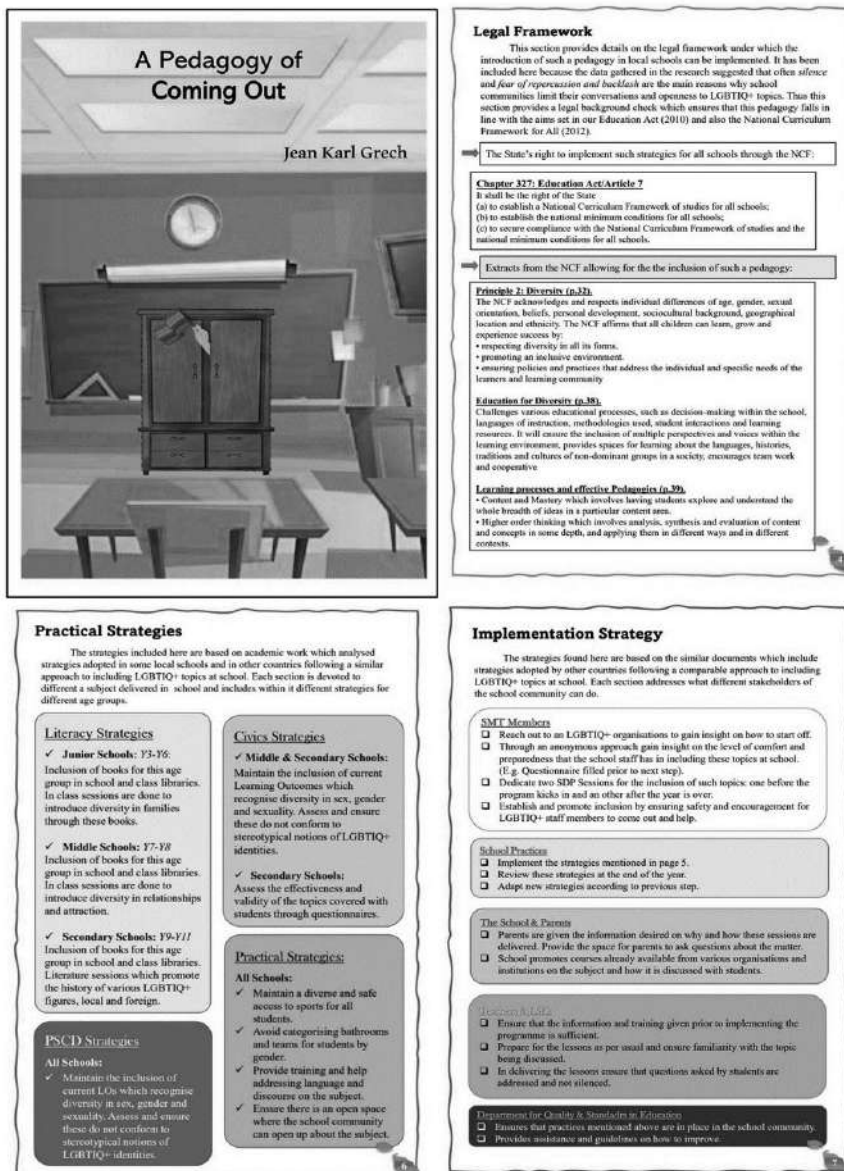 A Pedagogy of
Coming Out
Jean Karl Grech
Legal Framework
This section provides details on the legal framework under which the
introduction of such a pedagogy in local schools can be implemented. It has been
included here because the data gathered in the research suggested that often silence
and fear of repercussion and backlash are the main reasons why school
communities limit their conversations and openness to LGBTIQ+ topics. Thus this
section provides a legal background check which ensures that this pedagogy falls in
line with the aims set in our Education Act (2010) and also the National Curriculum
Framework for All (2012).
The State's right to implement such strategies for all schools through the NCF:
Chapter 327: Education Act/Article 7
It shall be the right of the State
(a) to establish a National Curriculum Framework of studies for all schools;
(b) to establish the national minimum conditions for all schools;
(c) to secure compliance with the National Curriculum Framework of studies and the
national minimum conditions for all schools.
Extracts from the NCF allowing for the the inclusion of such a pedagogy:
Principle 2: Diversity (p.32).
The NCF acknowledges and respects individual differences of age, gender, sexual
orientation, beliefs, personal development, sociocultural background, geographical
location and ethnicity. The NCF affirms that all children can learn, grow and
experience success by:
• respecting diversity in all its forms.
• promoting an inclusive environment.
• ensuring policies and practices that address the individual and specific needs of the
learners and learning community
Education for Diversity (p.38).
Challenges various educational processes, such as decision-making within the school,
languages of instruction, methodologies used, student interactions and learning
resources. It will ensure the inclusion of multiple perspectives and voices within the
learning environment, provides spaces for learning about the languages, histories,
traditions and cultures of non-dominant groups in a society, encourages team work
and cooperative
Learning processes and effective Pedagogies (p.39).
• Content and Mastery which involves having students explore and understand the
whole breadth of ideas in a particular content area.
• Higher order thinking which involves analysis, synthesis and evaluation of content
and concepts in some depth, and applying them in different ways and in different
contexts.
Practical Strategies
The strategies included here are based on academic work which analysed
strategies adopted in some local schools and in other countries following a similar
approach to including LGBTIQ+ topics at school. Each section is devoted to
different a subject delivered in school and includes within it different strategies for
different age groups.
Literacy Strategies
✓ Junior Schools: Y3-Y6:
Inclusion of books for this age
group in school and class libraries.
In class sessions are done to
introduce diversity in families
through these books.
✓ Middle Schools: Y7-Y8
Inclusion of books for this age
group in school and class libraries.
In class sessions are done to
introduce diversity in relationships
and attraction.
✓ Secondary Schools: Y9-Y11
Inclusion of books for this age
group in school and class libraries.
Literature sessions which promote
the history of various LGBTIQ+
figures, local and foreign.
PSCD Strategies
All Schools:
✓ Maintain the inclusion of
current LOs which recognise
diversity in sex, gender and
sexuality. Assess and ensure
these do not conform to
stereotypical notions of
LGBTIQ+ identities.
Civics Strategies
✓ Middle & Secondary Schools:
Maintain the inclusion of current
Learning Outcomes which
recognise diversity in sex, gender
and sexuality. Assess and ensure
these do not conform to
stereotypical notions of LGBTIQ+
identities.
✓ Secondary Schools:
Assess the effectiveness and
validity of the topics covered with
students through questionnaires.
Practical Strategies:
All Schools:
✓ Maintain a diverse and safe
access to sports for all
students.
✓ Avoid categorising bathrooms
and teams for students by
gender.
✓ Provide training and help
addressing language and
discourse on the subject.
✓ Ensure there is an open space
where the school community
can open up about the subject.
6
Implementation Strategy
The strategies found here are based on the similar documents which include
strategies adopted by other countries following a comparable approach to including
LGBTIQ+ topics at school. Each section addresses what different stakeholders of
the school community can do.
SMT Members
❑ Reach out to an LGBTIQ+ organisations to gain insight on how to start off.
❑ Through an anonymous approach gain insight on the level of comfort and
preparedness that the school staff has in including these topics at school.
(E.g. Questionnaire filled prior to next step).
❑ Dedicate two SDP Sessions for the inclusion of such topics: one before the
program kicks in and an other after the year is over.
❑ Establish and promote inclusion by ensuring safety and encouragement for
LGBTIQ+ staff members to come out and help.
School Practices
❑ Implement the strategies mentioned in page 5.
❑ Review these strategies at the end of the year.
❑ Adapt new strategies according to previous step.
The School & Parents
❑ Parents are given the information desired on why and how these sessions are
delivered. Provide the space for parents to ask questions about the matter.
❑ School promotes courses already available from various organisations and
institutions on the subject and how it is discussed with students.
❑ Ensure that the information and training given prior to implementing the
programme is sufficient.
❑ Prepare for the lessons as per usual and ensure familiarity with the topic
being discussed.
❑ In delivering the lessons ensure that questions asked by students are
addressed and not silenced.
Department for Quality & Standards in Education
❑ Ensures that practices mentioned above are in place in the school community.
❑ Provides assistance and guidelines on how to improve.
7